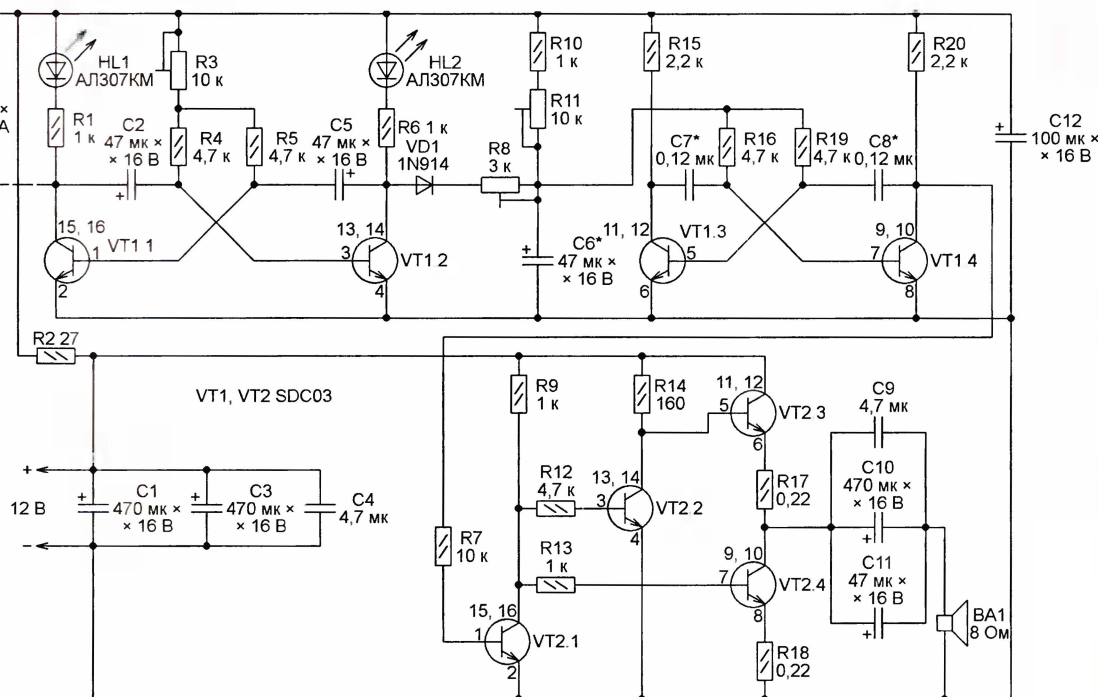 HL1
АЛ307КМ
R3
10 к
HL2
АЛ307КМ
R10
1 к
R15
2,2 к
R20
2,2 к
×
А
R1
1 к
C2
47 мк ×
× 16 В
R4
4,7 к
R5
4,7 к
C5
47 мк ×
× 16 В
R6 1 к
VD1
1N914
R8
3 к
R11
10 к
C7*
0,12 мк
R16
4,7 к
R19
4,7 к
C8*
0,12 мк
C12
100 мк ×
× 16 В
+
+
+
15, 16
1
VT1 1
2
13, 14
3
VT1 2
4
+
C6*
47 мк ×
× 16 В
11, 12
VT1.3
5
6
9, 10
7
VT1 4
8
R2 27
VT1, VT2 SDC03
R9
1 к
R14
160
11, 12
5
VT2 3
6
C9
4,7 мк
+
12 В
−
+
C1
470 мк ×
× 16 В
+
C3
470 мк ×
× 16 В
C4
4,7 мк
R12
4,7 к
13, 14
3
VT2 2
4
R17
0,22
C10
470 мк ×
× 16 В
+
R7
10 к
R13
1 к
9, 10
7
VT2.4
8
C11
47 мк ×
× 16 В
+
15, 16
1
VT2.1
2
R18
0,22
BA1
8 Ом